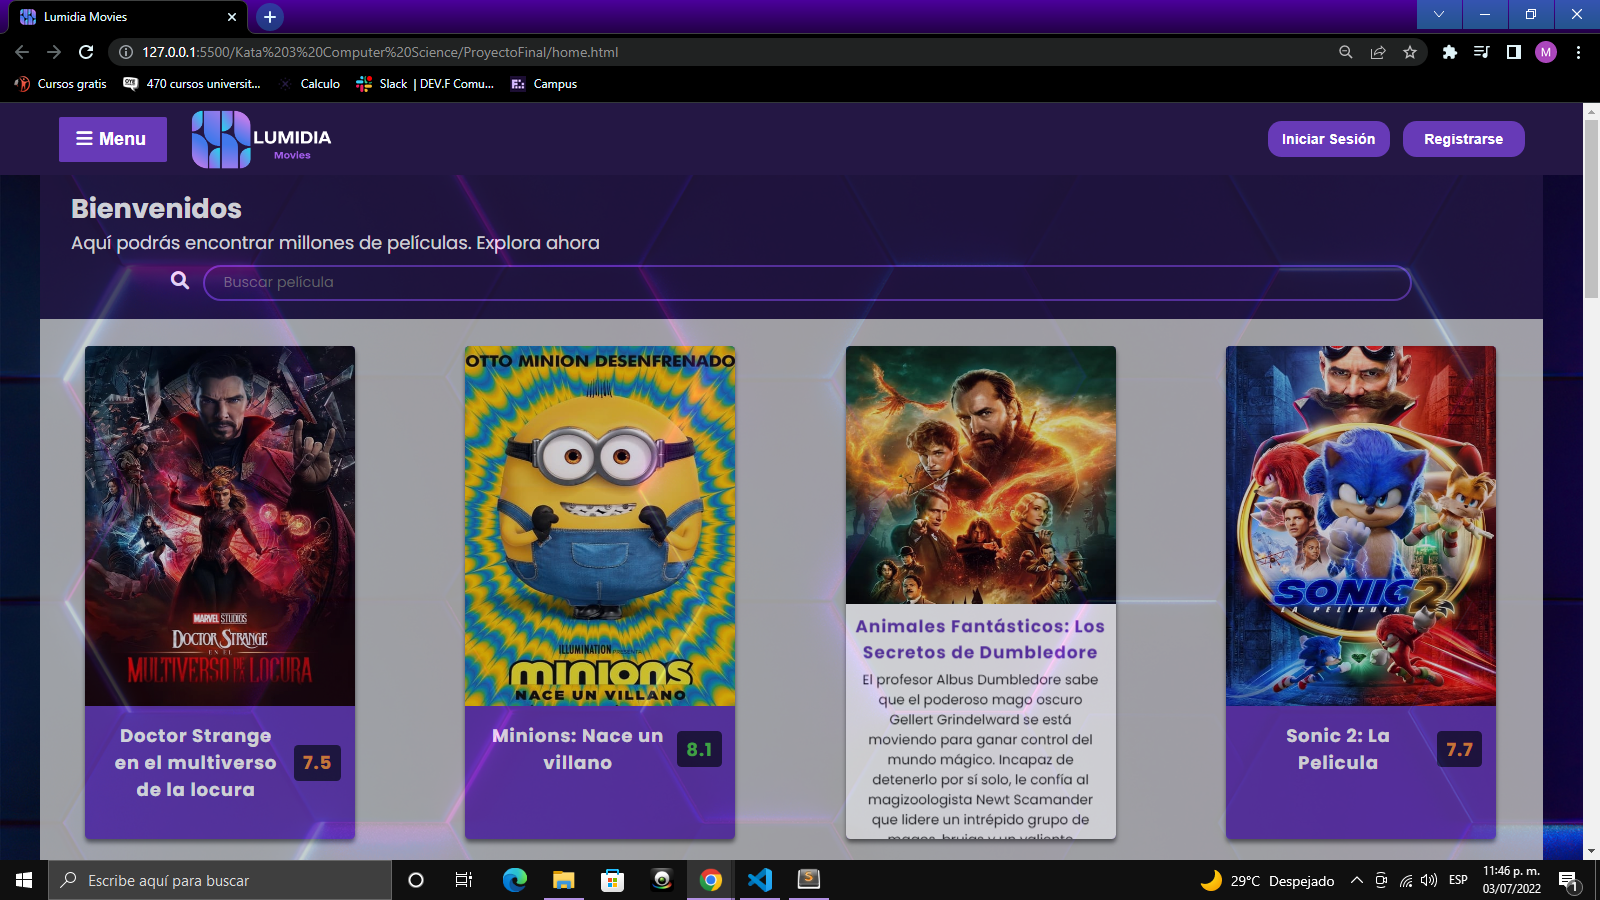 Lumidia Movies
127.0.0.1:5500/Kata%203%20Computer%20Science/ProyectoFinal/home.html
M
Cursos gratis
470 cursos universit...
Calculo
Slack | DEV.F Comu...
Campus
Menu
LUMIDIA
Movies
Iniciar Sesión
Registrarse
Bienvenidos
Aquí podrás encontrar millones de películas. Explora ahora
Buscar película
MARVEL STUDIOS
DOCTOR STRANGE
EN EL
MULTIVERSO DE LA LOCURA
Doctor Strange
en el multiverso
de la locura
7.5
OTTO MINION DESENFRENADO
ILLUMINATION PRESENTA
minions
NACE UN VILLANO
Minions: Nace un
villano
8.1
Animales Fantásticos: Los
Secretos de Dumbledore
El profesor Albus Dumbledore sabe
que el poderoso mago oscuro
Gellert Grindelward se está
moviendo para ganar control del
mundo mágico. Incapaz de
detenerlo por sí solo, le confía al
magizoologista Newt Scamander
que lidere un intrépido grupo de
magos, brujas y un valiente
SONIC 2
LA PELICULA
Sonic 2: La
Pelicula
7.7
Escribe aquí para buscar
29°C Despejado
ESP
11:46 p. m.
03/07/2022
1